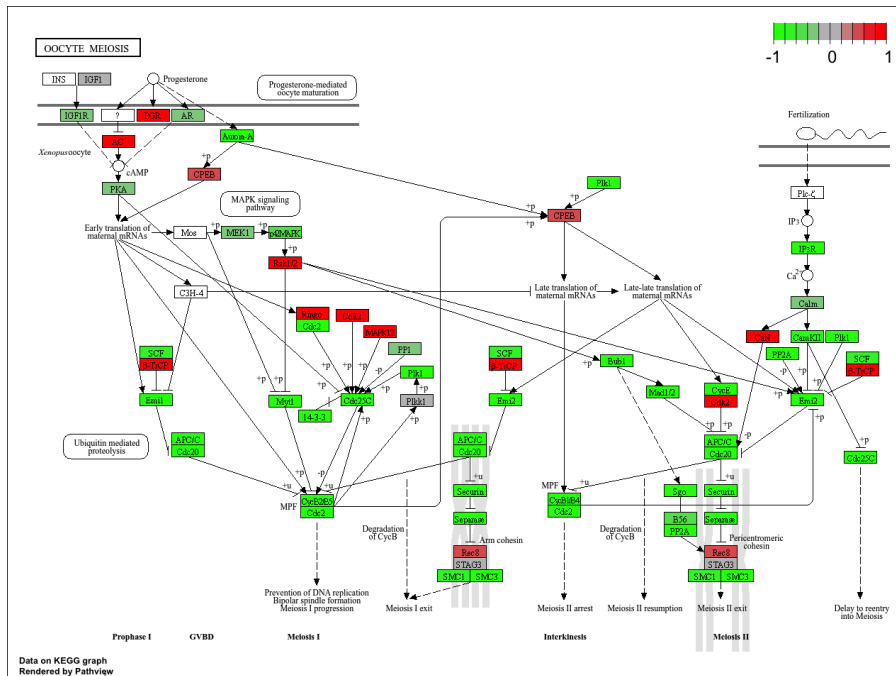 OOCYTE MEIOSIS
-1 0 1
INS IGF1 Progesterone
Progesterone-mediated
oocyte maturation
IGF1R ? PGR AR
Fertilization
Aurora-A
AC
Xenopus oocyte
+p
cAMP
CPEB
Plk1
Plc-ζ
PKA
MAPK signaling
pathway
+p
CPEB
IP3
Early translation of
maternal mRNAs
Mos +p MEK1 +p p42MAPK
+p
+p
IP3R
Rsk1/2
Ca2+
C3H-4
Late translation of
maternal mRNAs
Late-late translation of
maternal mRNAs
Calm
Ringo
Cdc2
Cdk2
MAPK12
CaN CamKII Plk1
PP1
SCF
β-TrCP
SCF
β-TrCP
Bub1
PP2A
SCF
β-TrCP
Plk1
Mad1/2
CycE
Cdk2
Emi1
Myt1
Cdc25C
14-3-3
Plkk1
Emi2
Emi2
Ubiquitin mediated
proteolysis
APC/C
Cdc20
APC/C
Cdc20
APC/C
Cdc20
Cdc25C
+u +u +u +u
MPF
CycB2/B5
Cdc2
Securin
MPF
CycB1/B4
Cdc2
Sgo
Securin
Separase
B56
PP2A
Separase
Degradation
of CycB
Arm cohesin
Degradation
of CycB
Pericentromeric
cohesin
Rec8
STAG3
SMC1 SMC3
Rec8
STAG3
SMC1 SMC3
Prevention of DNA replication
Bipolar spindle formation
Meiosis I progression
Meiosis I exit
Meiosis II arrest
Meiosis II resumption
Meiosis II exit
Delay to reentry
into Meiosis
Prophase I GVBD Meiosis I Interkinesis Meiosis II
Data on KEGG graph
Rendered by Pathview